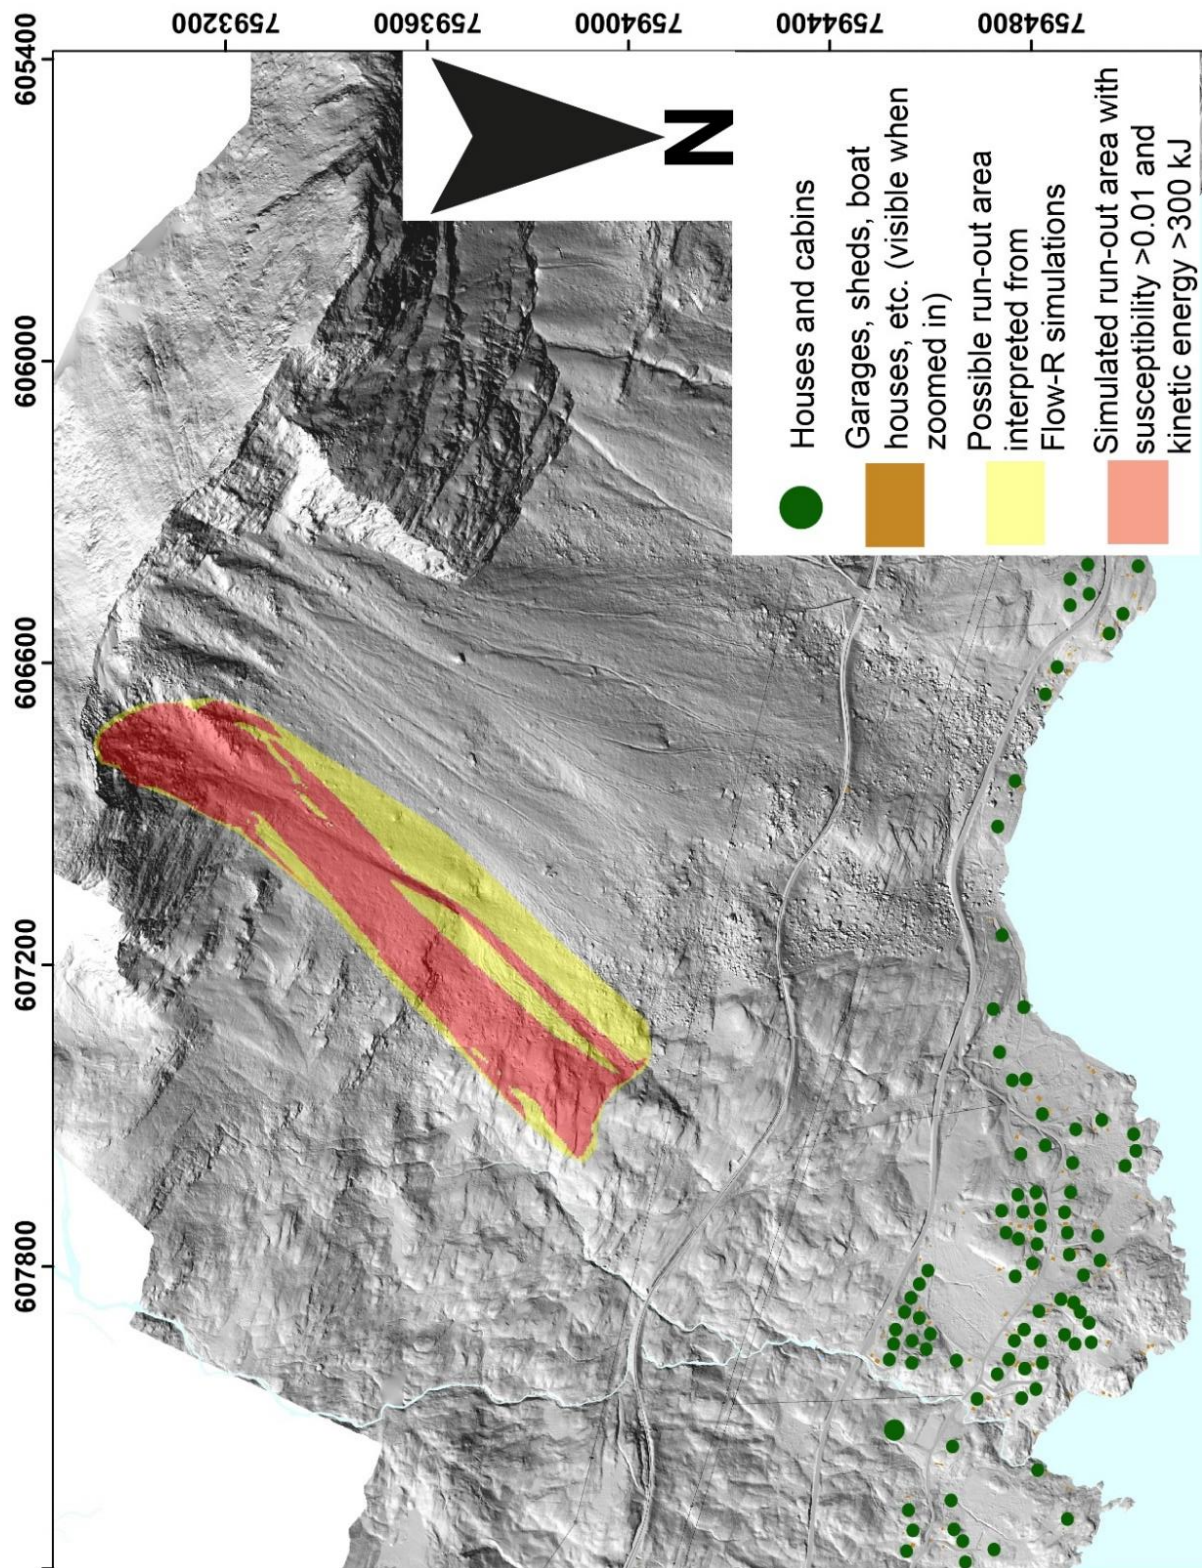 7593200
7593600
7594000
7594400
7594800
605400
606000
606600
607200
607800
N
Houses and cabins
Garages, sheds, boat
houses, etc. (visible when
zoomed in)
Possible run-out area
interpreted from
Flow-R simulations
Simulated run-out area with
susceptibility >0.01 and
kinetic energy >300 kJ